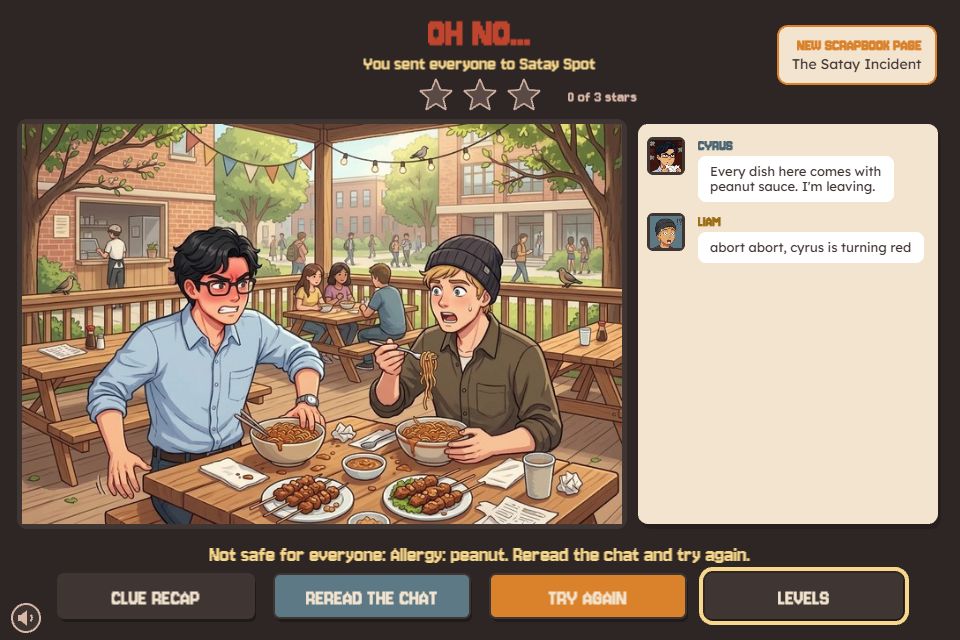 OH NO...
You sent everyone to Satay Spot
0 of 3 stars
NEW SCRAPBOOK PAGE
The Satay Incident
CYRUS
Every dish here comes with
peanut sauce. I'm leaving.
LIAM
abort abort, cyrus is turning red
Not safe for everyone: Allergy: peanut. Reread the chat and try again.
CLUE RECAP
REREAD THE CHAT
TRY AGAIN
LEVELS